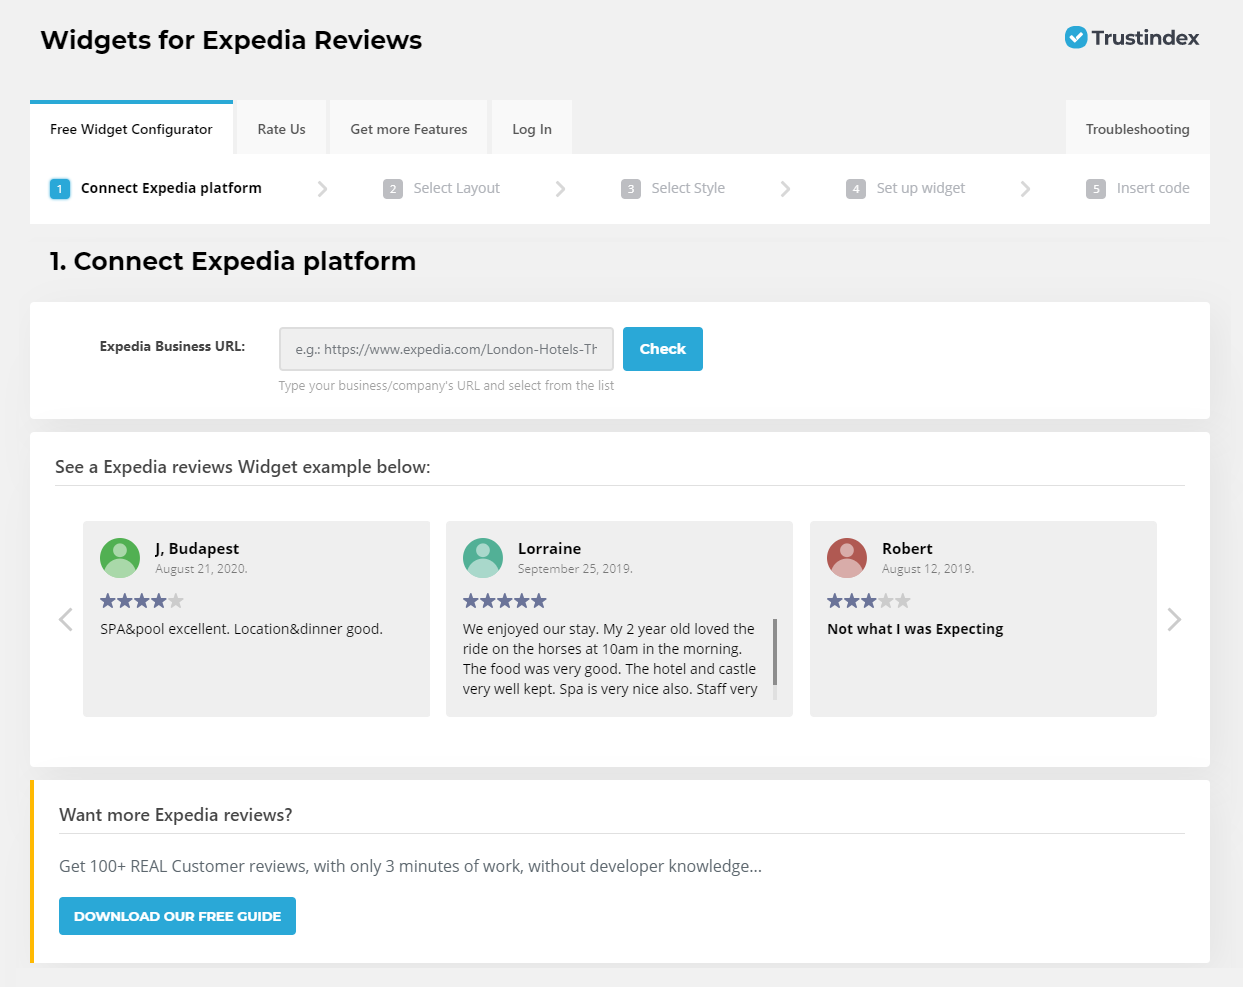 Widgets for Expedia Reviews
Trustindex
Free Widget Configurator
Rate Us
Get more Features
Log In
Troubleshooting
1 Connect Expedia platform
2 Select Layout
3 Select Style
4 Set up widget
5 Insert code
1. Connect Expedia platform
Expedia Business URL:
e.g.: https://www.expedia.com/London-Hotels-Th
Check
Type your business/company's URL and select from the list
See a Expedia reviews Widget example below:
J, Budapest
August 21, 2020.
SPA&pool excellent. Location&dinner good.
Lorraine
September 25, 2019.
We enjoyed our stay. My 2 year old loved the
ride on the horses at 10am in the morning.
The food was very good. The hotel and castle
very well kept. Spa is very nice also. Staff very
Robert
August 12, 2019.
Not what I was Expecting
Want more Expedia reviews?
Get 100+ REAL Customer reviews, with only 3 minutes of work, without developer knowledge...
DOWNLOAD OUR FREE GUIDE